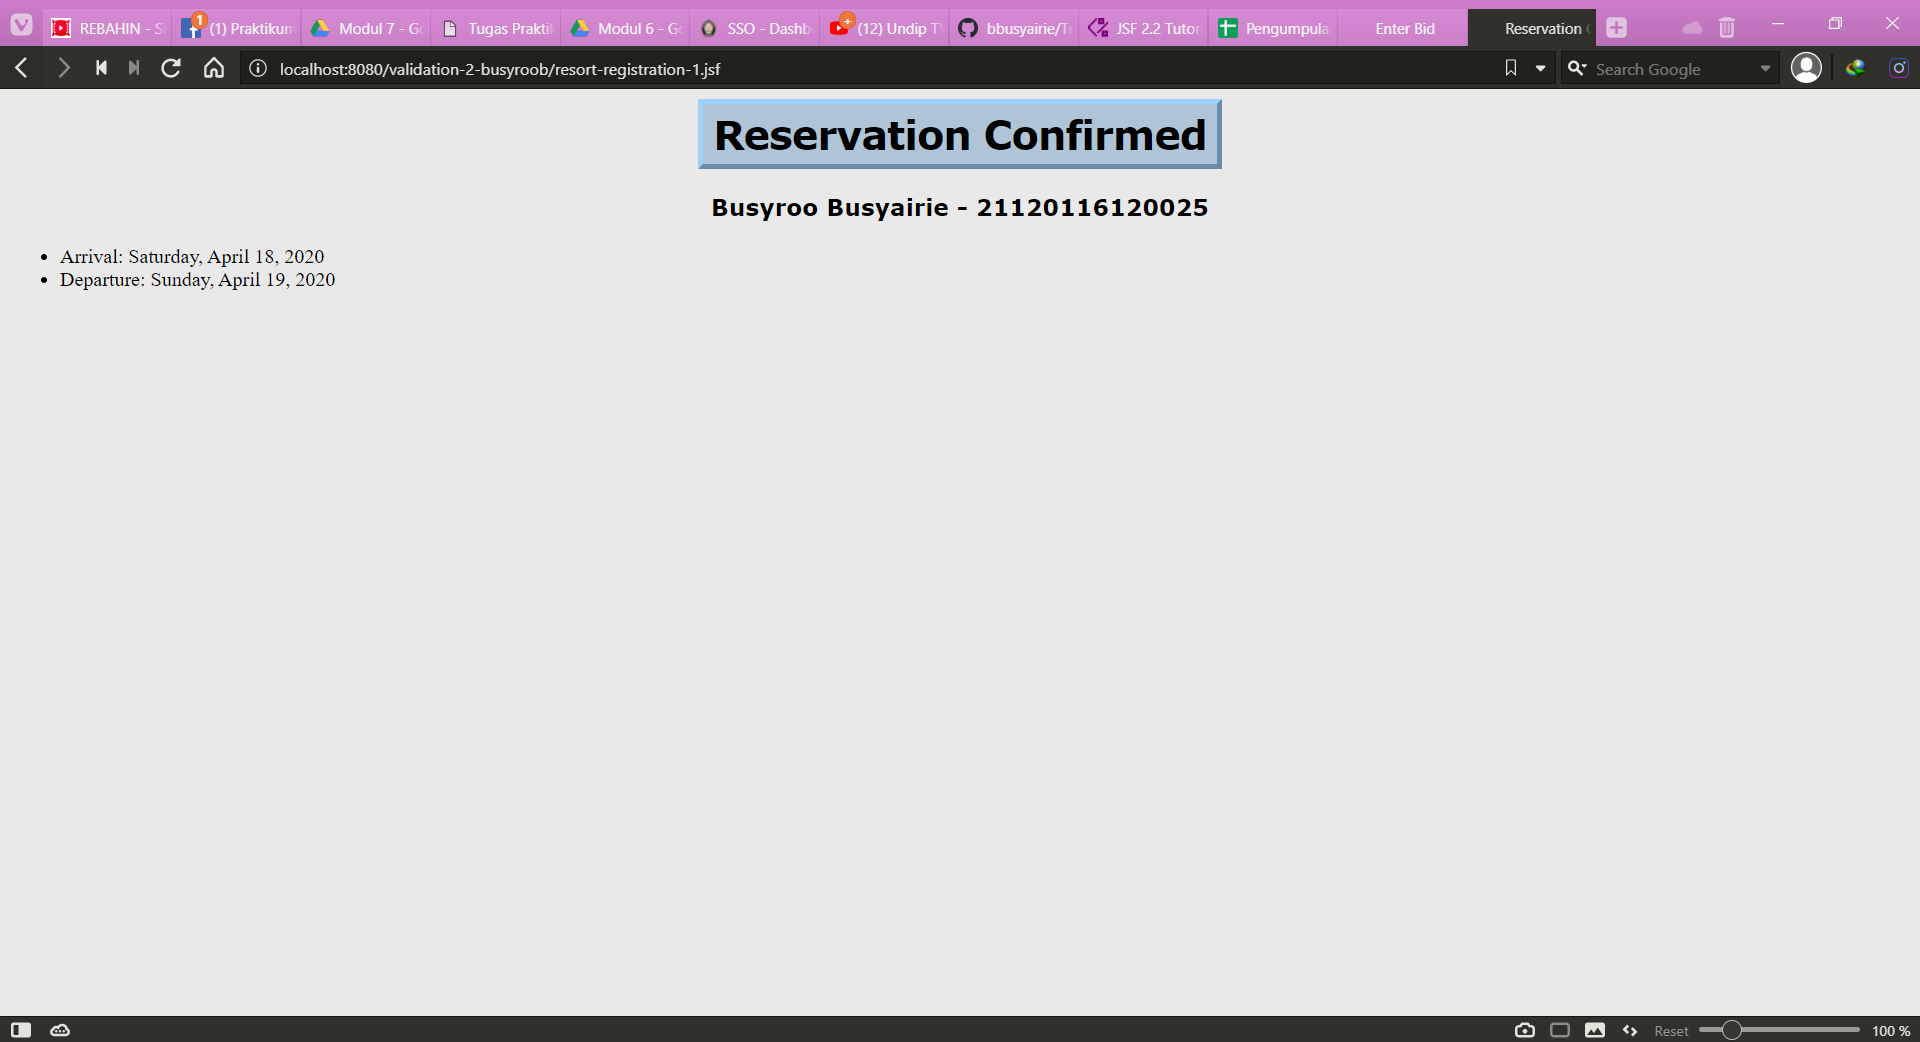 REBAHIN - S
1
(1) Praktikum
Modul 7 - Go
Tugas Prakti
Modul 6 - Go
SSO - Dashb
(12) Undip T
bbusyairie/T
JSF 2.2 Tutor
Pengumpula
Enter Bid
Reservation
localhost:8080/validation-2-busyroob/resort-registration-1.jsf
Search Google
Reservation Confirmed
Busyroo Busyairie - 21120116120025
Arrival: Saturday, April 18, 2020
Departure: Sunday, April 19, 2020
Reset
100 %